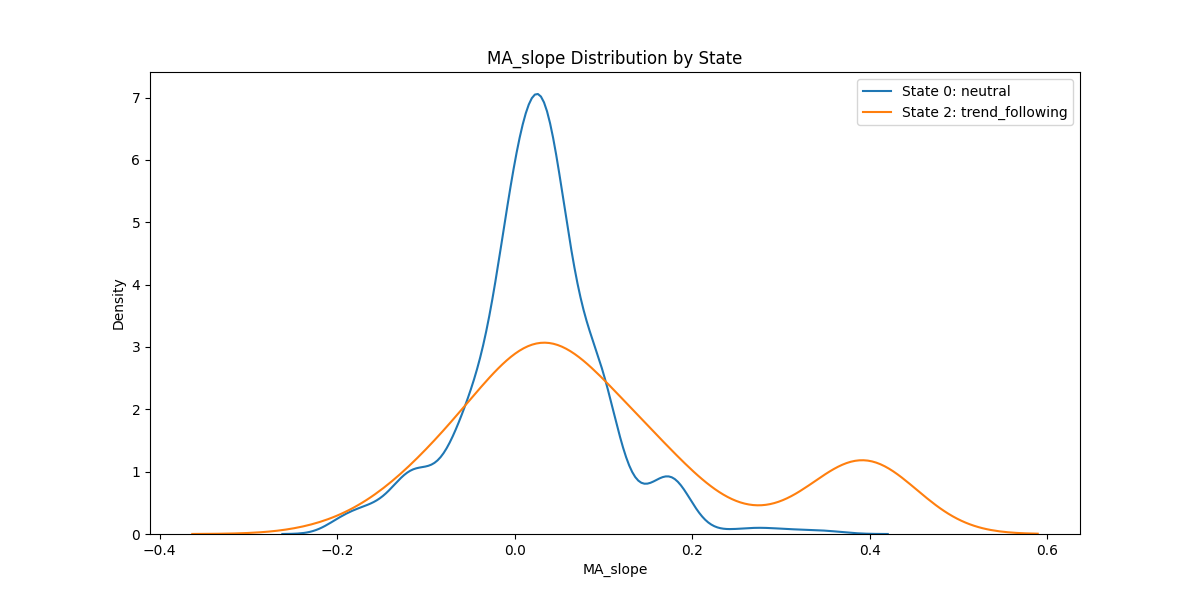 MA_slope Distribution by State
State 0: neutral
State 2: trend_following
Density
7
6
5
4
3
2
1
0
−0.4 −0.2 0.0 0.2 0.4 0.6
MA_slope